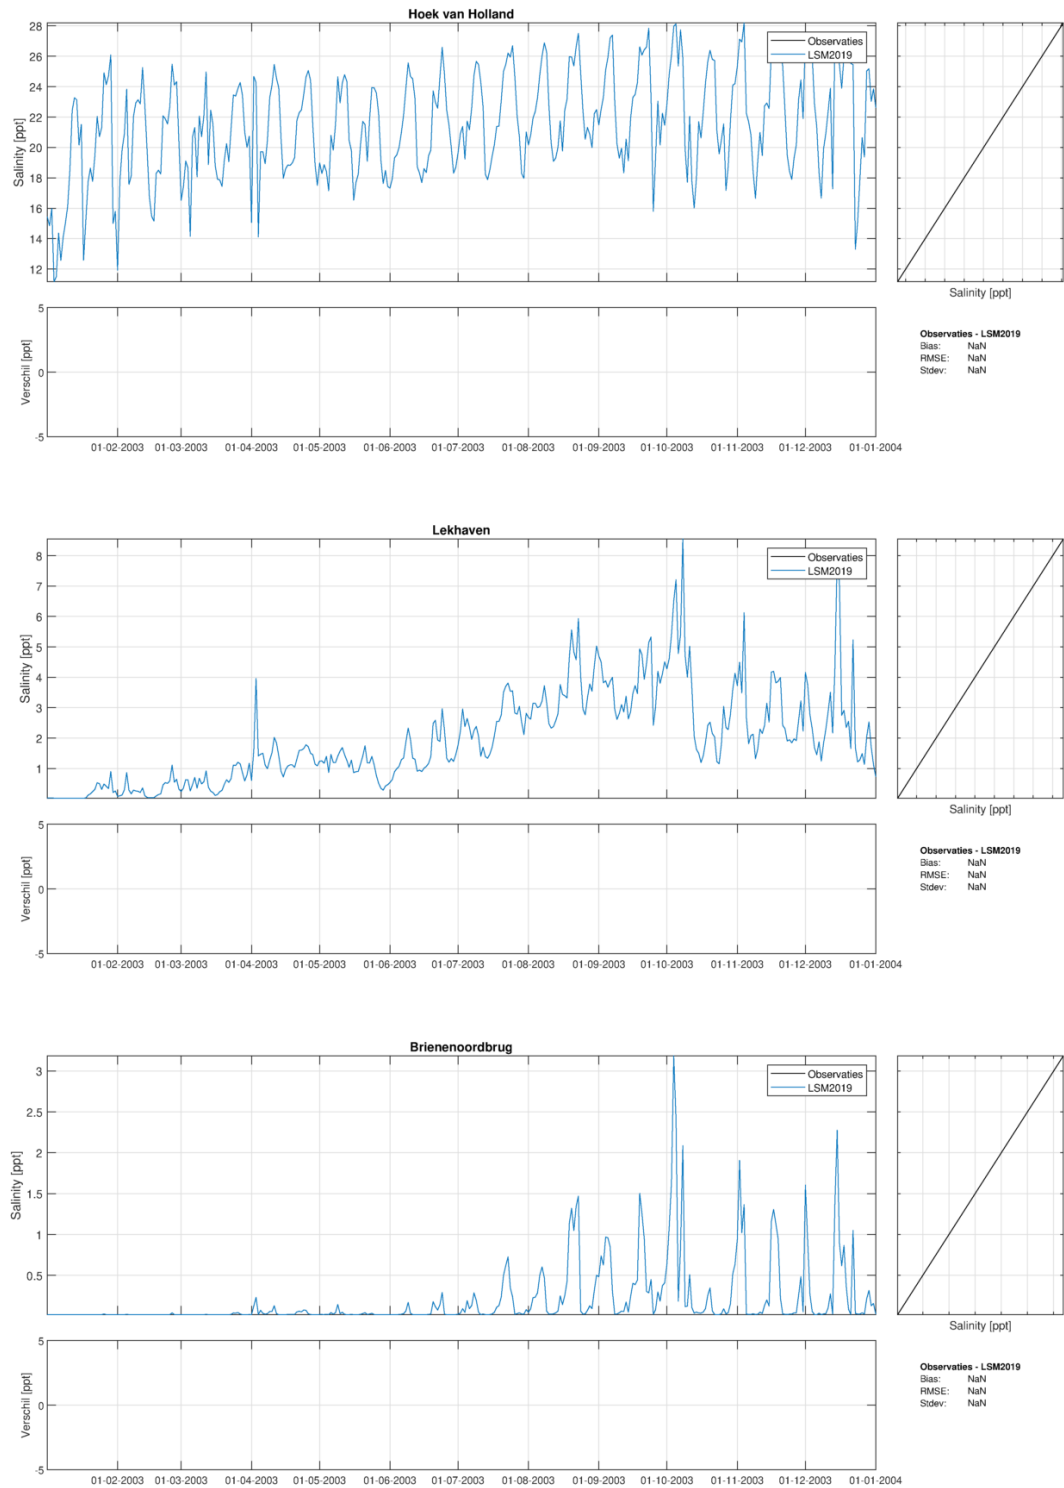 Hoek van Holland
28
26
24
22
20
18
16
14
12
Salinity [ppt]
Observaties
LSM2019
Salinity [ppt]
5
0
-5
Verschil [ppt]
01-02-2003 01-03-2003 01-04-2003 01-05-2003 01-06-2003 01-07-2003 01-08-2003 01-09-2003 01-10-2003 01-11-2003 01-12-2003 01-01-2004
Observaties - LSM2019
Bias: NaN
RMSE: NaN
Stdev: NaN
Lekhaven
8
7
6
5
4
3
2
1
Salinity [ppt]
Observaties
LSM2019
Salinity [ppt]
5
0
-5
Verschil [ppt]
01-02-2003 01-03-2003 01-04-2003 01-05-2003 01-06-2003 01-07-2003 01-08-2003 01-09-2003 01-10-2003 01-11-2003 01-12-2003 01-01-2004
Observaties - LSM2019
Bias: NaN
RMSE: NaN
Stdev: NaN
Brienenoordbrug
3
2.5
2
1.5
1
0.5
Salinity [ppt]
Observaties
LSM2019
Salinity [ppt]
5
0
-5
Verschil [ppt]
01-02-2003 01-03-2003 01-04-2003 01-05-2003 01-06-2003 01-07-2003 01-08-2003 01-09-2003 01-10-2003 01-11-2003 01-12-2003 01-01-2004
Observaties - LSM2019
Bias: NaN
RMSE: NaN
Stdev: NaN